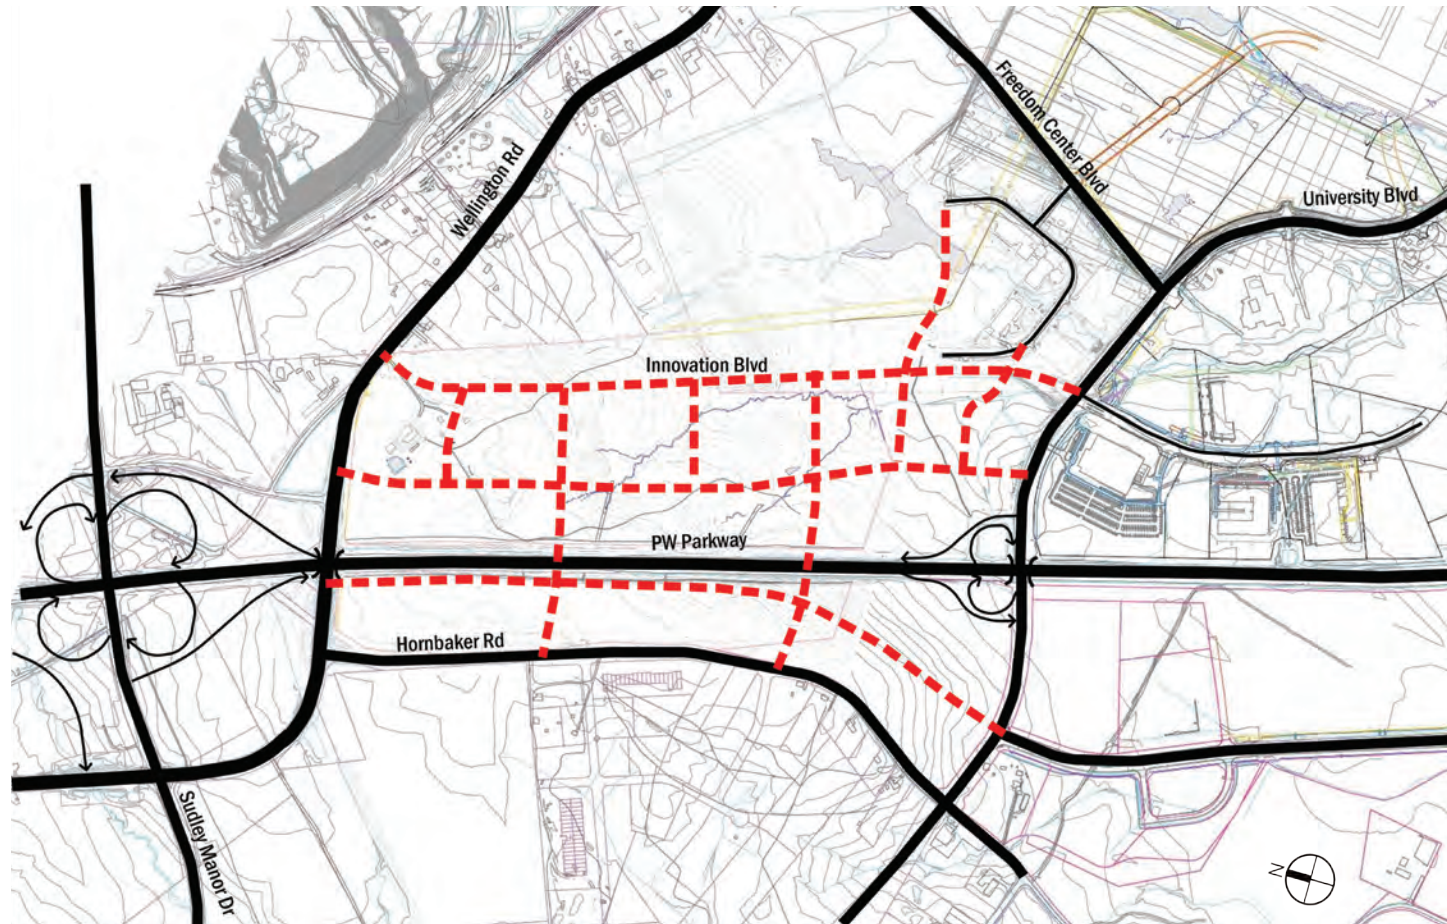 Freedom Center Blvd
Wellington Rd
University Blvd
Innovation Blvd
PW Parkway
Hornbaker Rd
Sudley Manor Dr
N